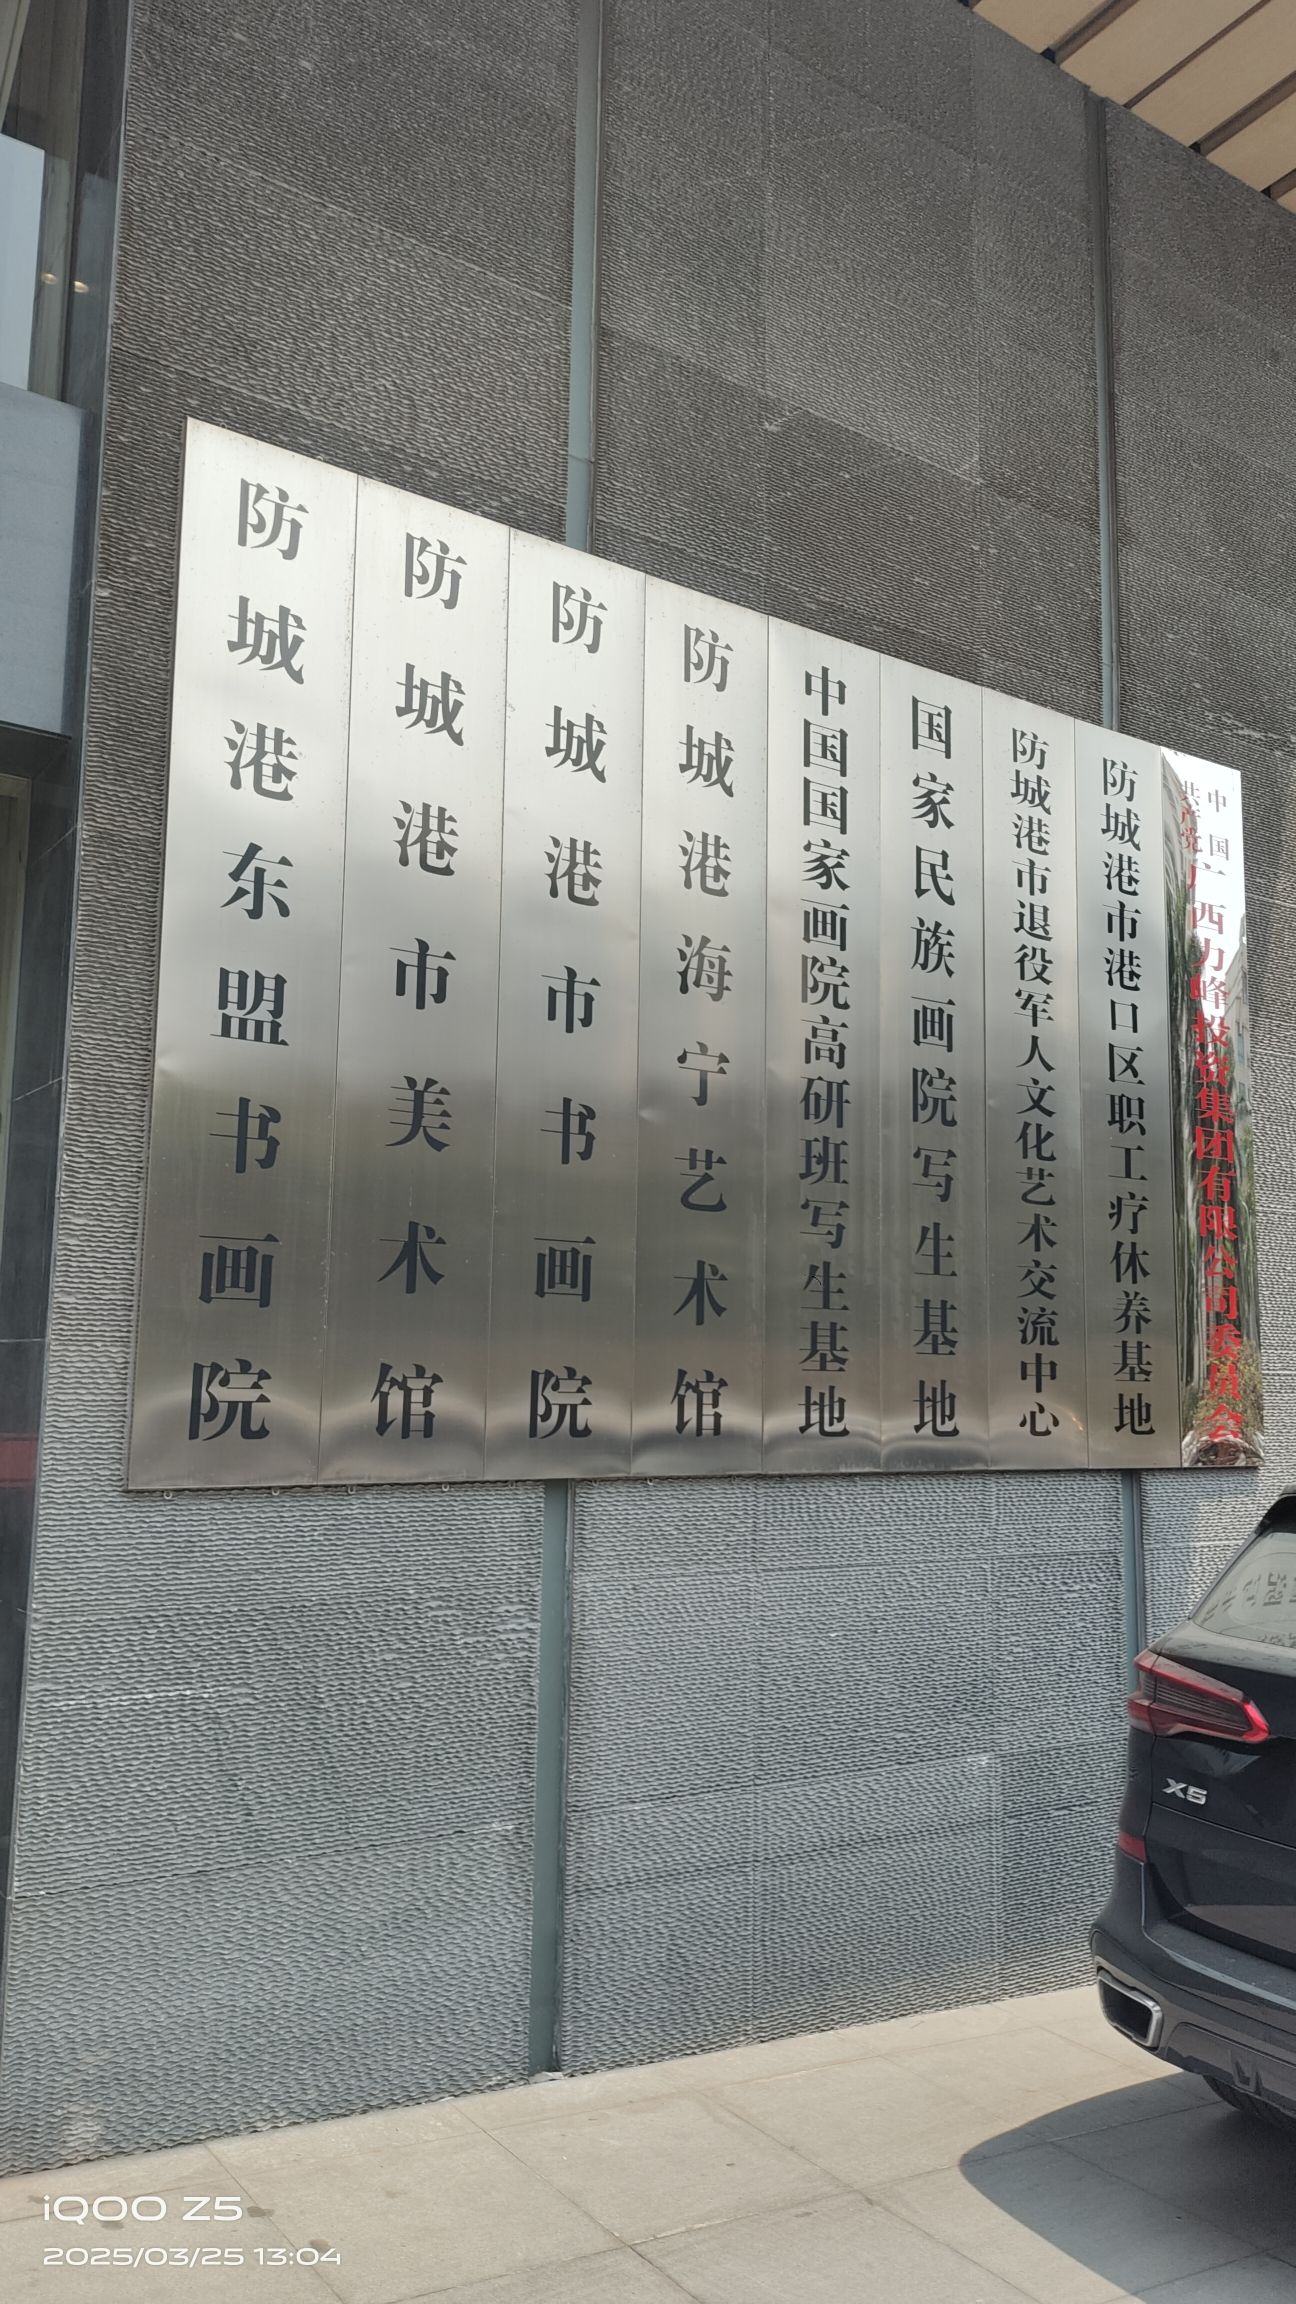 防城港东盟书画院
防城港市美术馆
防城港市书画院
防城港海宁艺术馆
中国国家画院高研班写生基地
国家民族画院写生基地
防城港市退役军人文化艺术交流中心
防城港市港口区职工疗休养基地
中国
共产党
广西力峰投资集团有限公司委员会
X5
iQOO Z5
2025/03/25 13:04